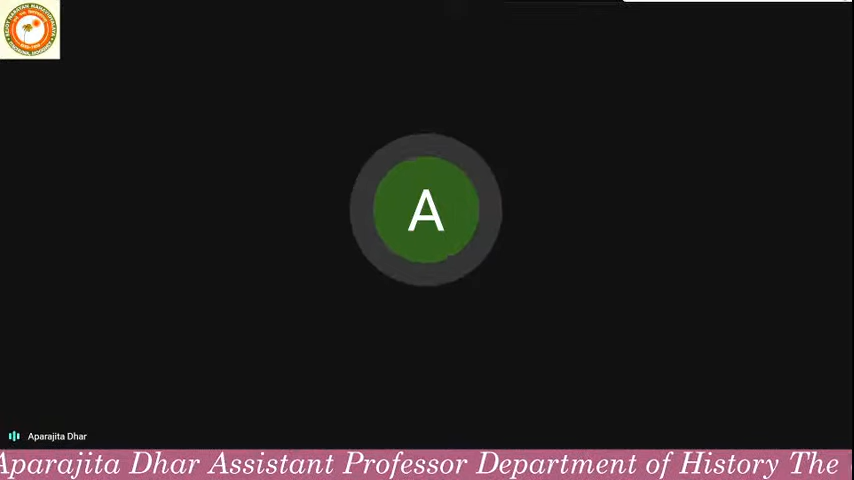 A
Aparajita Dhar
Aparajita Dhar Assistant Professor Department of History The